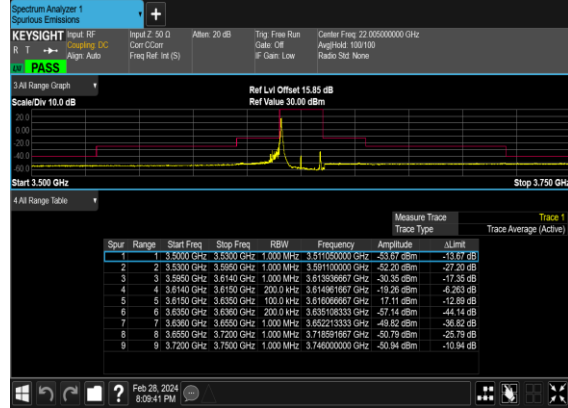 Spectrum Analyzer 1
Spurious Emissions
+
KEYSIGHT Input: RF Input Z: 50 Ω Atten: 20 dB Trig: Free Run Center Freq: 22.005000000 GHz
R T Coupling: DC Corr CCorr Gate: Off Avg|Hold: 100/100
Align: Auto Freq Ref: Int (S) IF Gain: Low Radio Std: None
LW PASS
3 All Range Graph
Ref Lvl Offset 15.85 dB
Scale/Div 10.0 dB Ref Value 30.00 dBm
20.0
0.00
-20.0
-40.0
-60.0
Start 3.500 GHz Stop 3.750 GHz
4 All Range Table
Measure Trace Trace 1
Trace Type Trace Average (Active)
Spur Range Start Freq Stop Freq RBW Frequency Amplitude ΔLimit
1 1 3.5000 GHz 3.5300 GHz 1.000 MHz 3.511050000 GHz -53.67 dBm -13.67 dB
2 2 3.5300 GHz 3.5950 GHz 1.000 MHz 3.591100000 GHz -52.20 dBm -27.20 dB
3 3 3.5950 GHz 3.6140 GHz 1.000 MHz 3.613936667 GHz -30.35 dBm -17.35 dB
4 4 3.6140 GHz 3.6150 GHz 200.0 kHz 3.614961667 GHz -19.26 dBm -6.263 dB
5 5 3.6150 GHz 3.6350 GHz 100.0 kHz 3.616066667 GHz 17.11 dBm -12.89 dB
6 6 3.6350 GHz 3.6360 GHz 200.0 kHz 3.635108333 GHz -57.14 dBm -44.14 dB
7 7 3.6360 GHz 3.6550 GHz 1.000 MHz 3.652213333 GHz -49.82 dBm -36.82 dB
8 8 3.6550 GHz 3.7200 GHz 1.000 MHz 3.718591667 GHz -50.79 dBm -25.79 dB
9 9 3.7200 GHz 3.7500 GHz 1.000 MHz 3.746000000 GHz -50.94 dBm -10.94 dB
? Feb 28, 2024
8:09:41 PM